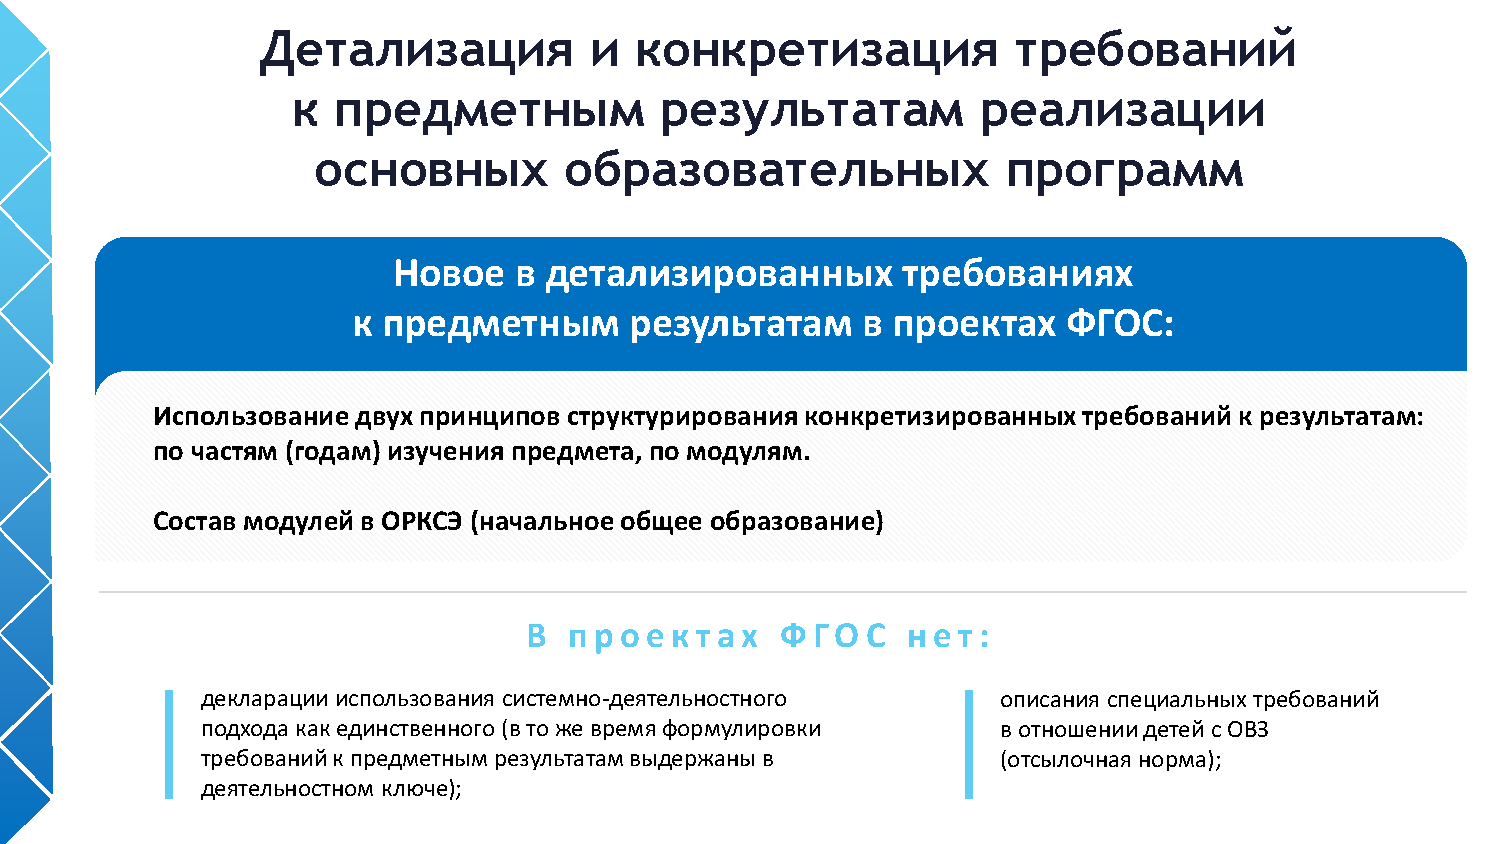 Детализация и конкретизация требований
к предметным результатам реализации
основных образовательных программ
Новое в детализированных требованиях
к предметным результатам в проектах ФГОС:
Использование двух принципов структурирования конкретизированных требований к результатам:
по частям (годам) изучения предмета, по модулям.
Состав модулей в ОРКСЭ (начальное общее образование)
В проектах ФГОС нет:
декларации использования системно-деятельностного
подхода как единственного (в то же время формулировки
требований к предметным результатам выдержаны в
деятельностном ключе);
описания специальных требований
в отношении детей с ОВЗ
(отсылочная норма);